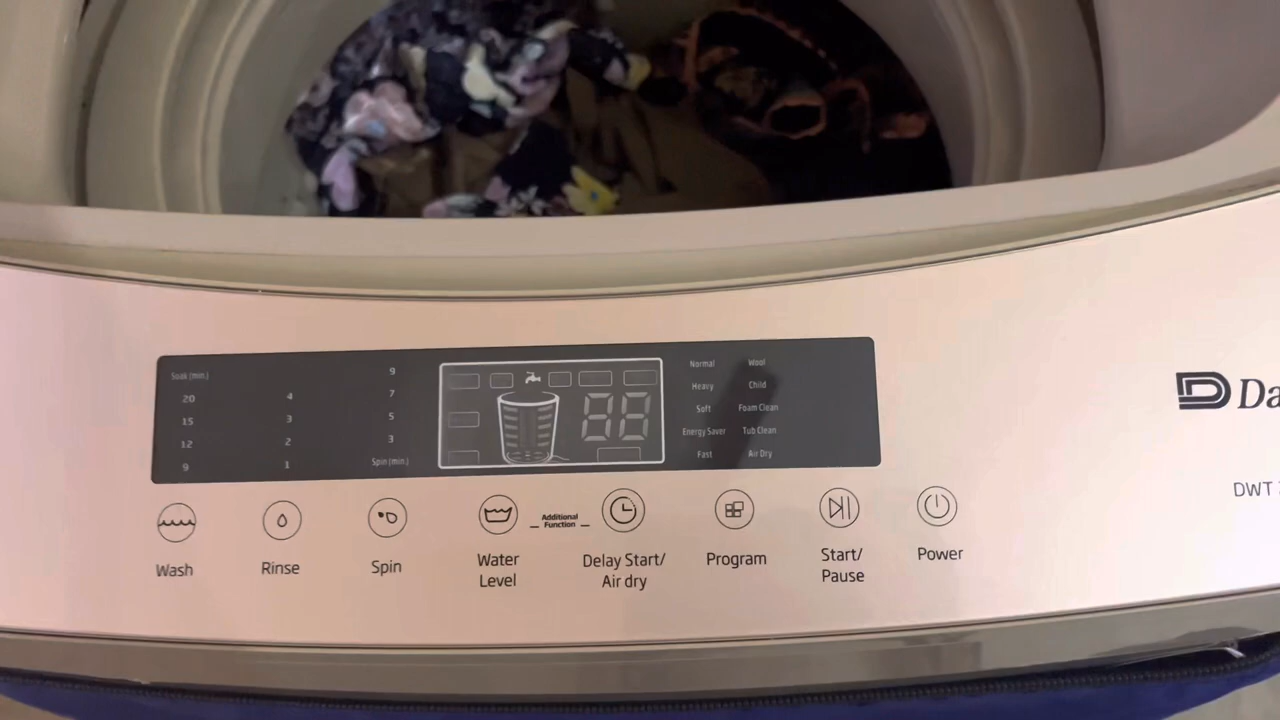 Soak (min.)
20
15
12
9
4
3
2
1
9
7
5
3
Spin (min.)
88
Normal
Heavy
Soft
Energy Saver
Fast
Wool
Child
Foam Clean
Tub Clean
Air Dry
Da
DWT
Wash
Rinse
Spin
Water
Level
Additional
Function
Delay Start/
Air dry
Program
Start/
Pause
Power